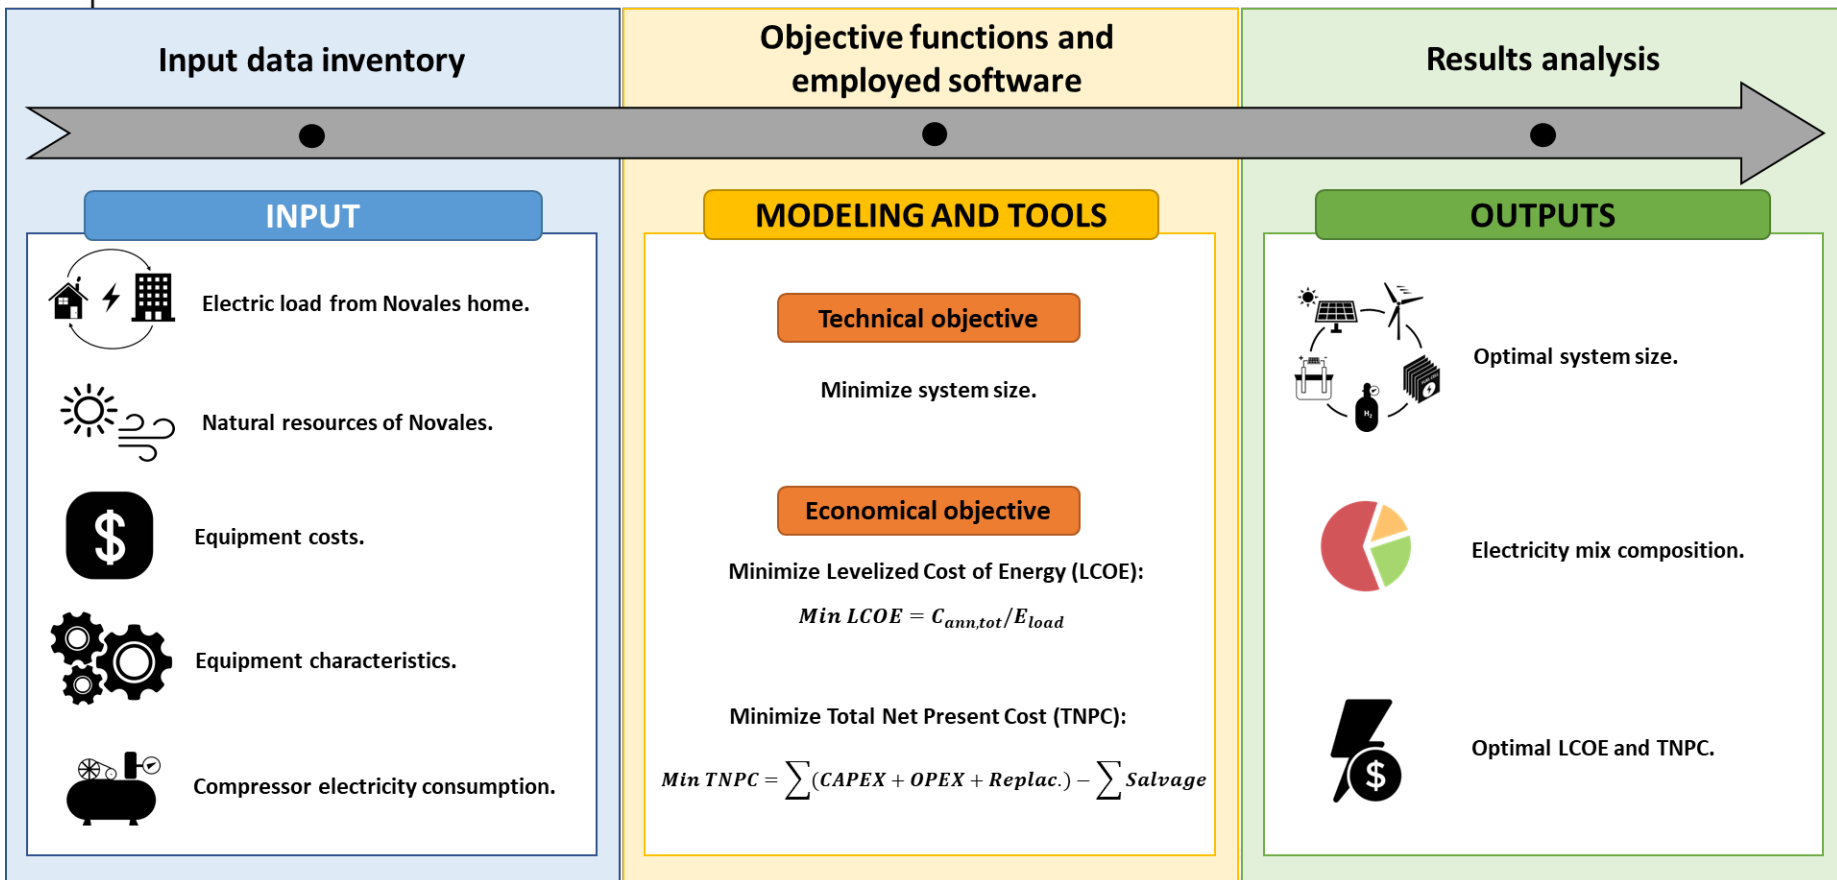 Input data inventory
Objective functions and
employed software
Results analysis
INPUT
Electric load from Novales home.
Natural resources of Novales.
$
Equipment costs.
Equipment characteristics.
Compressor electricity consumption.
MODELING AND TOOLS
Technical objective
Minimize system size.
Economical objective
Minimize Levelized Cost of Energy (LCOE):
Min LCOE = C_ann,tot/E_load
Minimize Total Net Present Cost (TNPC):
Min TNPC = ∑(CAPEX + OPEX + Replac.) − ∑ Salvage
OUTPUTS
H₂
Optimal system size.
Electricity mix composition.
$
Optimal LCOE and TNPC.